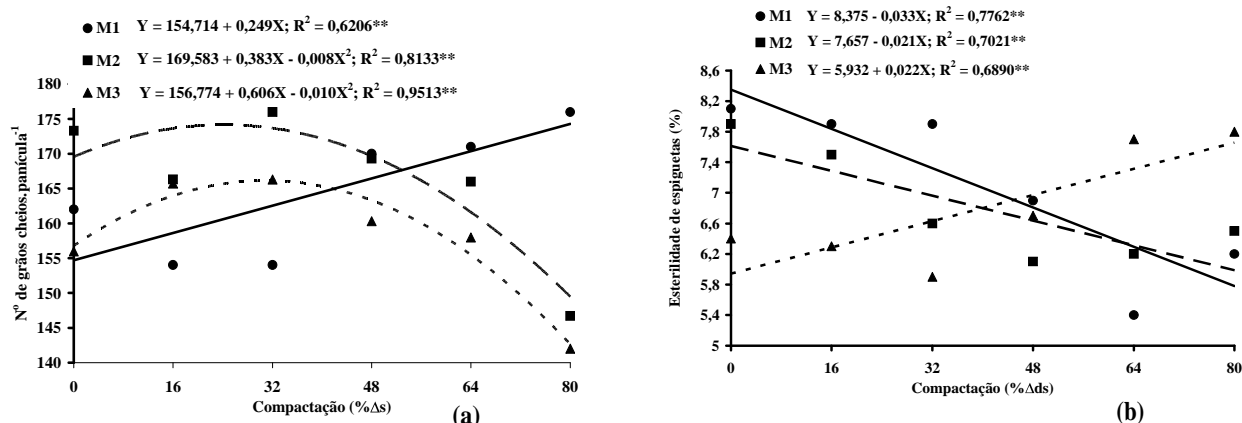 M1 Y = 154,714 + 0,249X; R² = 0,6206**
M2 Y = 169,583 + 0,383X - 0,008X²; R² = 0,8133**
M3 Y = 156,774 + 0,606X - 0,010X²; R² = 0,9513**
180
175
170
165
160
155
150
145
140
Nº de grãos cheios.panícula⁻¹
0 16 32 48 64 80
Compactação (%Δs)
(a)
M1 Y = 8,375 - 0,033X; R² = 0,7762**
M2 Y = 7,657 - 0,021X; R² = 0,7021**
M3 Y = 5,932 + 0,022X; R² = 0,6890**
8,6
8,2
7,8
7,4
7
6,6
6,2
5,8
5,4
5
Esterilidade de espiguetas (%)
0 16 32 48 64 80
Compactação (%Δds)
(b)